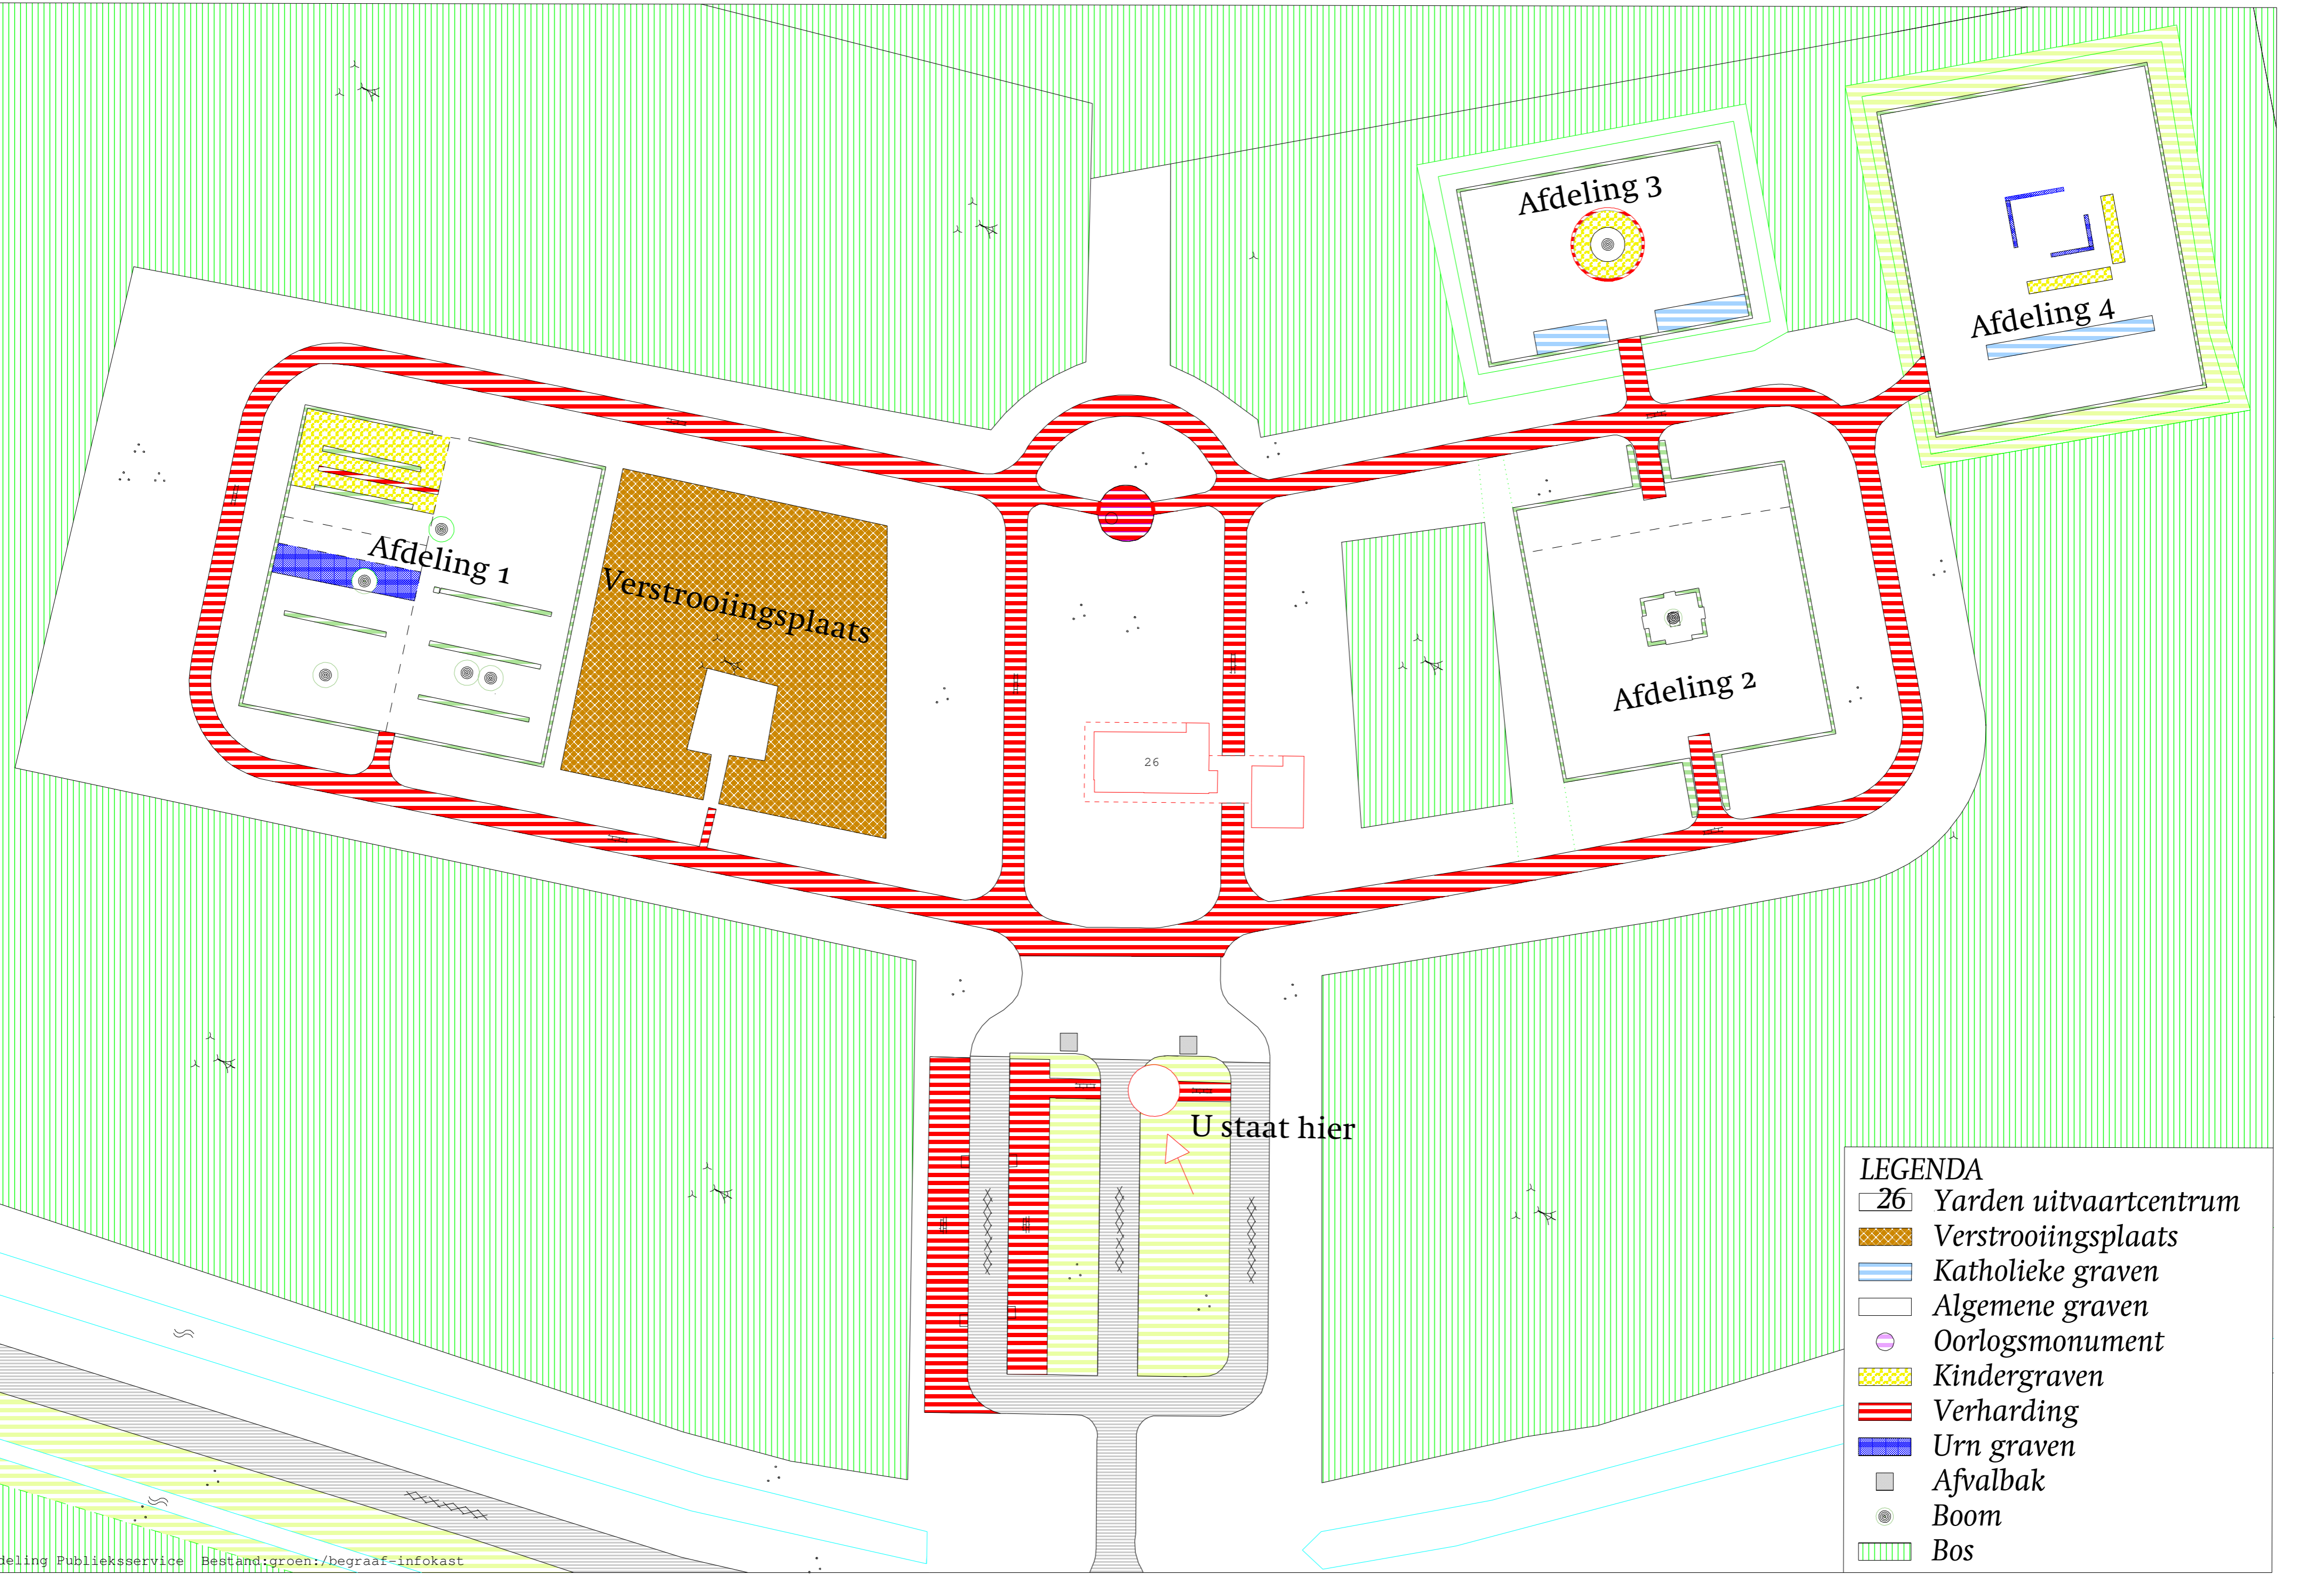 Afdeling 3
Afdeling 4
Afdeling 1
Verstrooiingsplaats
Afdeling 2
26
U staat hier
LEGENDA
26 Yarden uitvaartcentrum
Verstrooiingsplaats
Katholieke graven
Algemene graven
Oorlogsmonument
Kindergraven
Verharding
Urn graven
Afvalbak
Boom
Bos
deling Publieksservice Bestand:groen:/begraaf-infokast